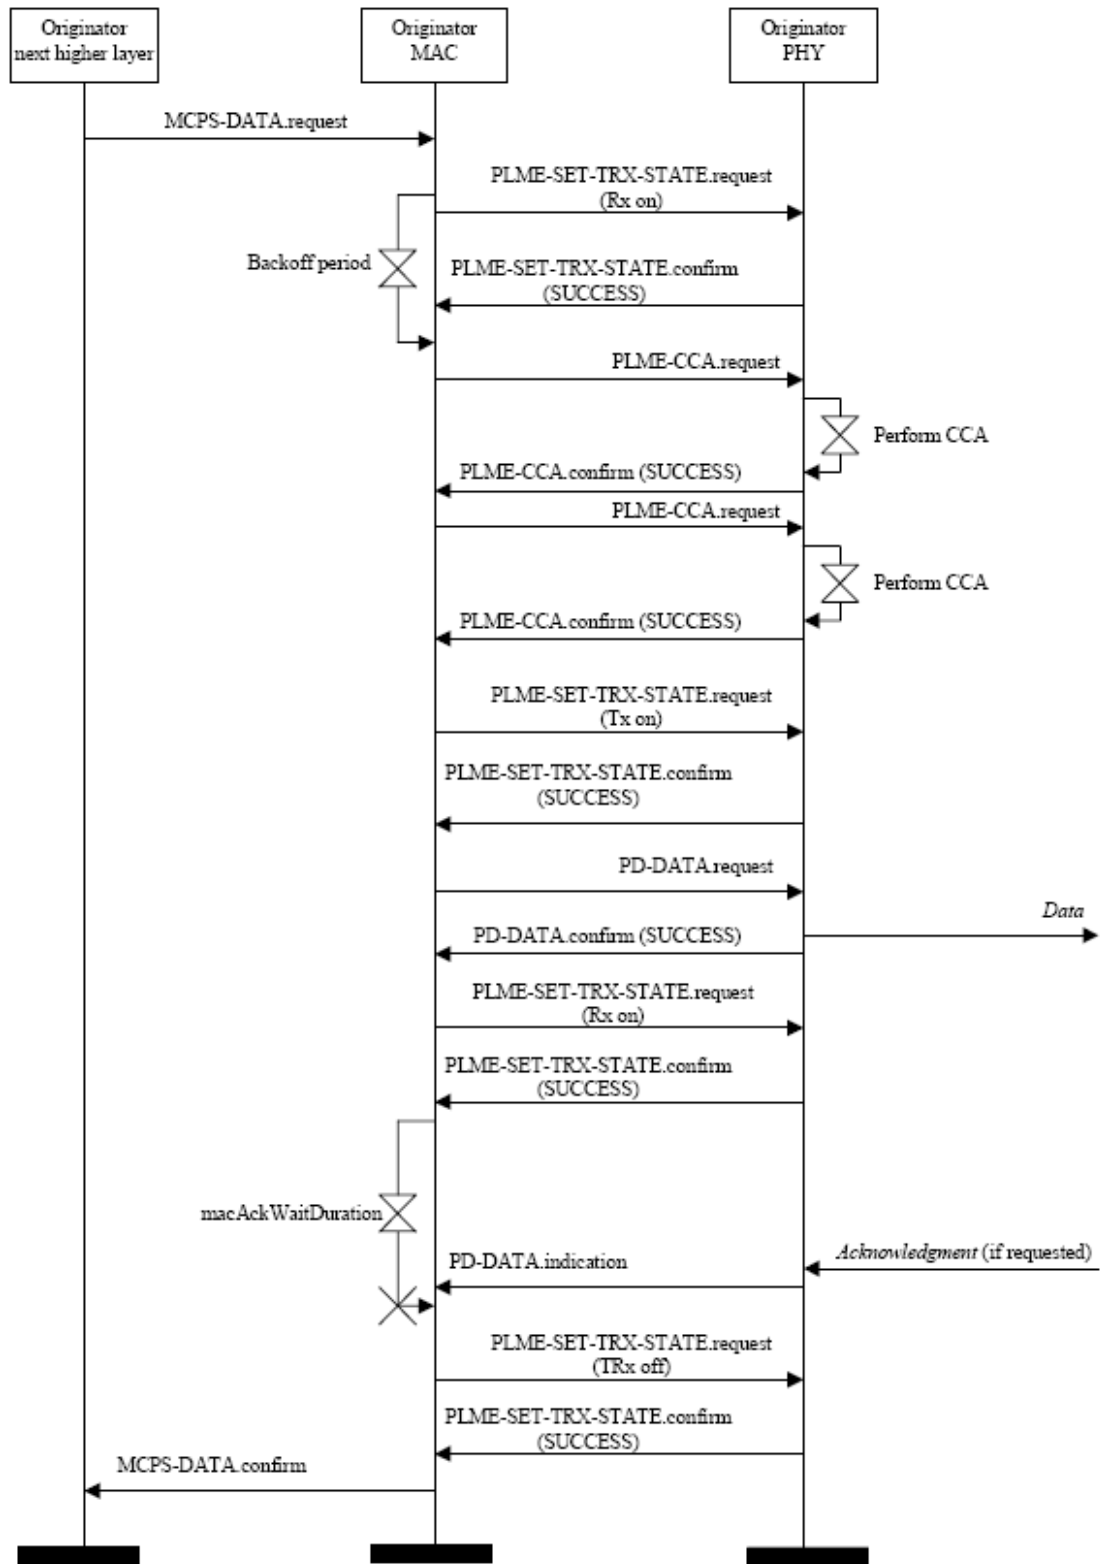 Originator
next higher layer
Originator
MAC
Originator
PHY
MCPS-DATA.request
PLME-SET-TRX-STATE.request
(Rx on)
Backoff period
PLME-SET-TRX-STATE.confirm
(SUCCESS)
PLME-CCA.request
Perform CCA
PLME-CCA.confirm (SUCCESS)
PLME-CCA.request
Perform CCA
PLME-CCA.confirm (SUCCESS)
PLME-SET-TRX-STATE.request
(Tx on)
PLME-SET-TRX-STATE.confirm
(SUCCESS)
PD-DATA.request
Data
PD-DATA.confirm (SUCCESS)
PLME-SET-TRX-STATE.request
(Rx on)
PLME-SET-TRX-STATE.confirm
(SUCCESS)
macAckWaitDuration
Acknowledgment (if requested)
PD-DATA.indication
PLME-SET-TRX-STATE.request
(TRx off)
PLME-SET-TRX-STATE.confirm
(SUCCESS)
MCPS-DATA.confirm